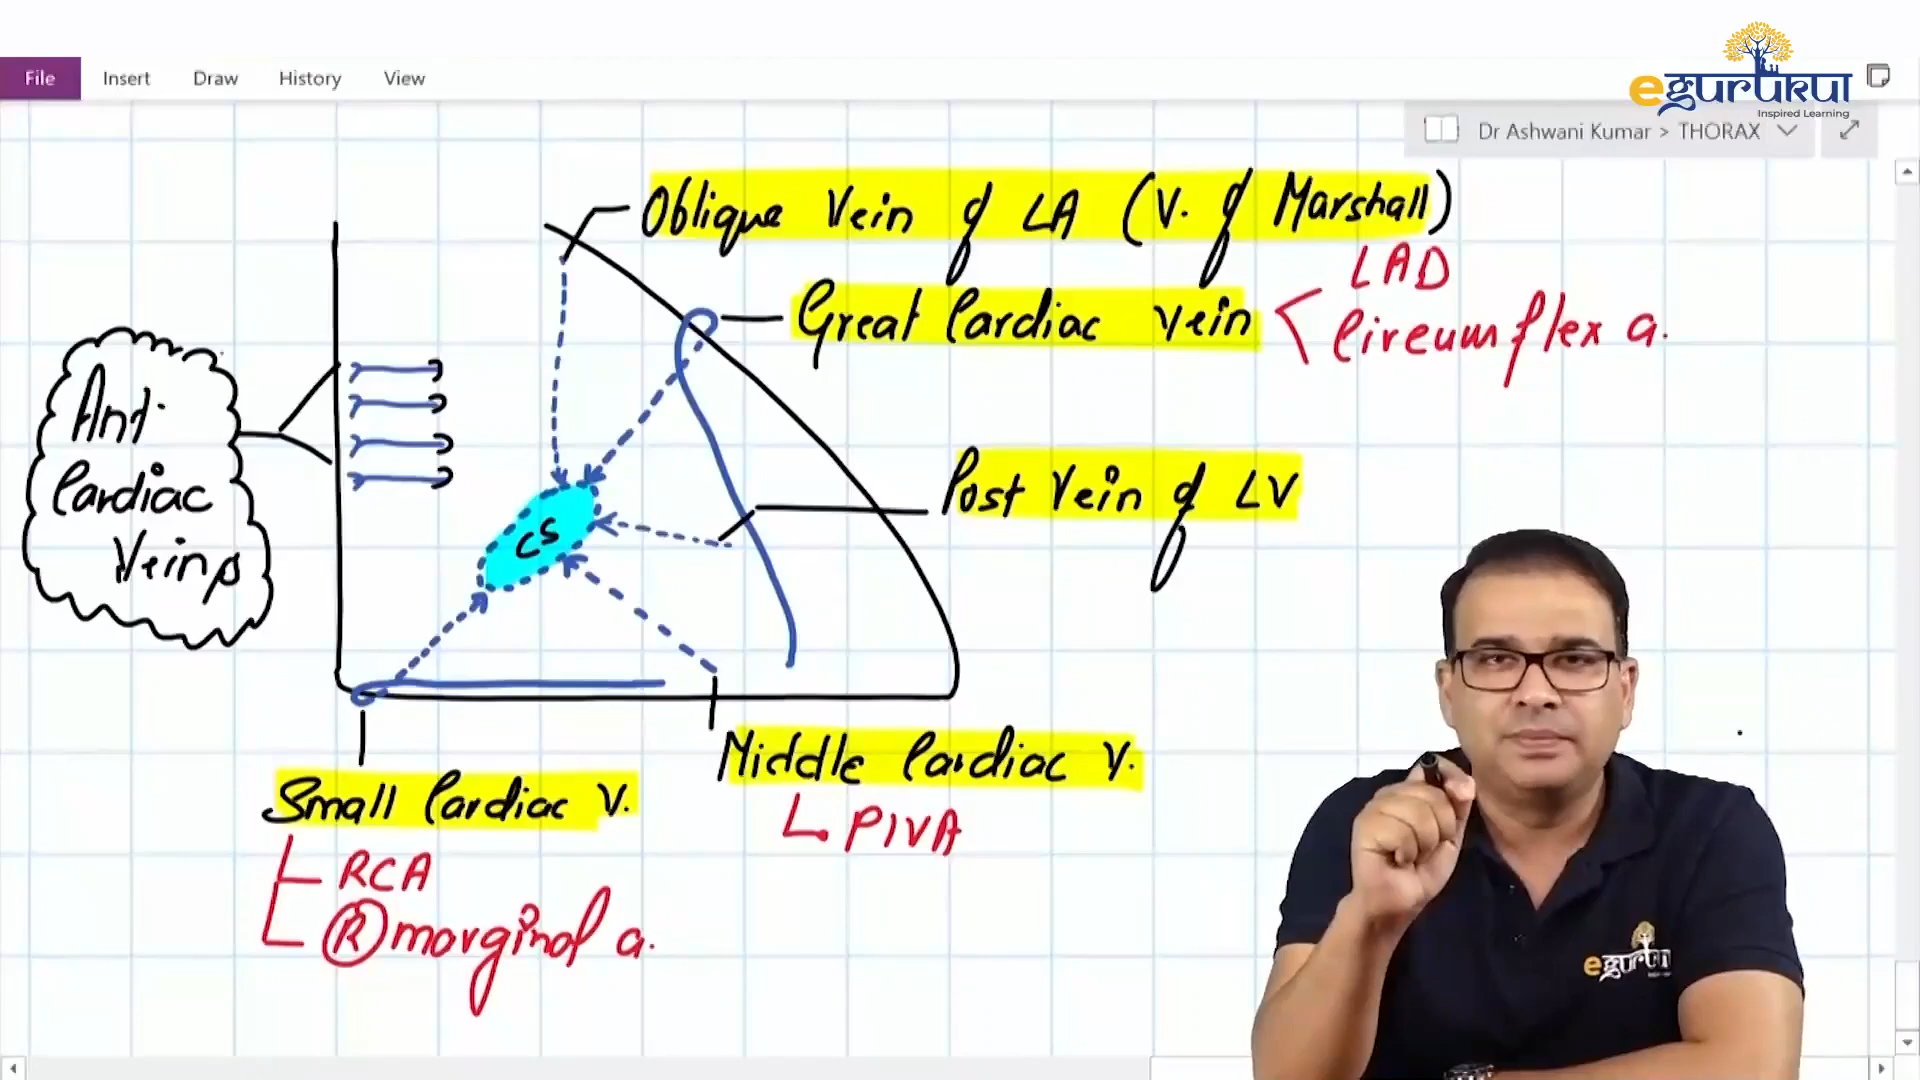 egurukul
Inspired Learning
File Insert Draw History View
Dr Ashwani Kumar > THORAX
Oblique Vein of LA (V. of Marshall)
LAD
Great Cardiac Vein
Circumflex a.
Ant.
Cardiac
Veins
Post Vein of LV
CS
Middle Cardiac V.
PIVA
Small Cardiac V.
RCA
(R) marginal a.
egurukul